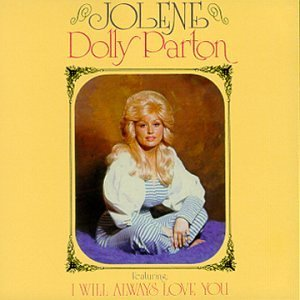 JOLENE
Dolly Parton
featuring
I WILL ALWAYS LOVE YOU